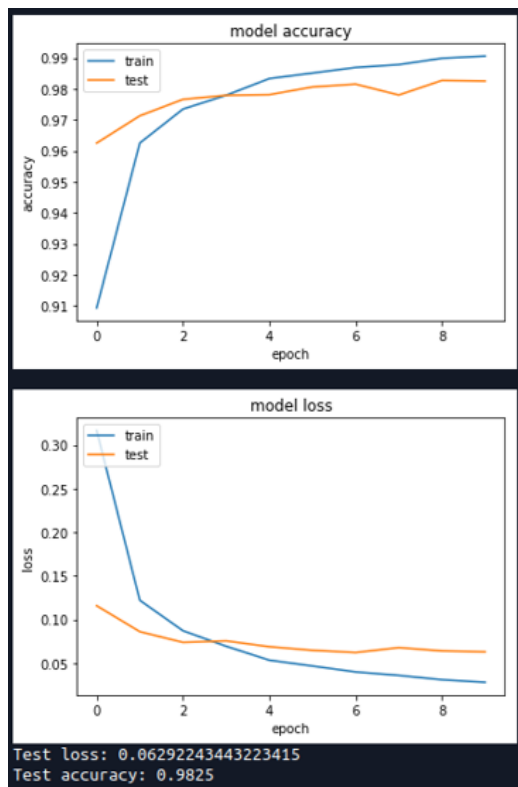 model accuracy
0.99
0.98
0.97
0.96
0.95
0.94
0.93
0.92
0.91
accuracy
train
test
0 2 4 6 8
epoch
model loss
0.30
0.25
0.20
0.15
0.10
0.05
loss
train
test
0 2 4 6 8
epoch
Test loss: 0.06292243443223415
Test accuracy: 0.9825